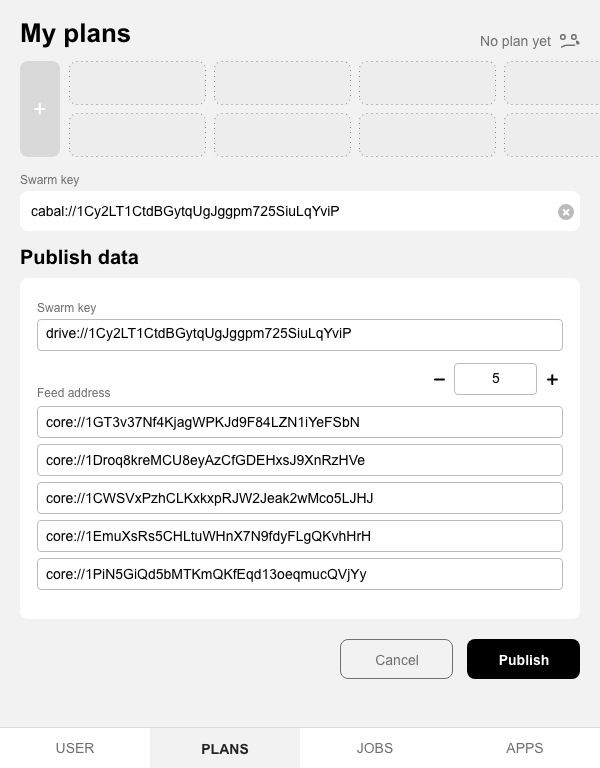 My plans
No plan yet
+
Swarm key
cabal://1Cy2LT1CtdBGytqUgJggpm725SiuLqYviP
Publish data
Swarm key
drive://1Cy2LT1CtdBGytqUgJggpm725SiuLqYviP
− 5 +
Feed address
core://1GT3v37Nf4KjagWPKJd9F84LZN1iYeFSbN
core://1Droq8kreMCU8eyAzCfGDEHxsJ9XnRzHVe
core://1CWSVxPzhCLKxkxpRJW2Jeak2wMco5LJHJ
core://1EmuXsRs5CHLtuWHnX7N9fdyFLgQKvhHrH
core://1PiN5GiQd5bMTKmQKfEqd13oeqmucQVjYy
Cancel Publish
USER PLANS JOBS APPS